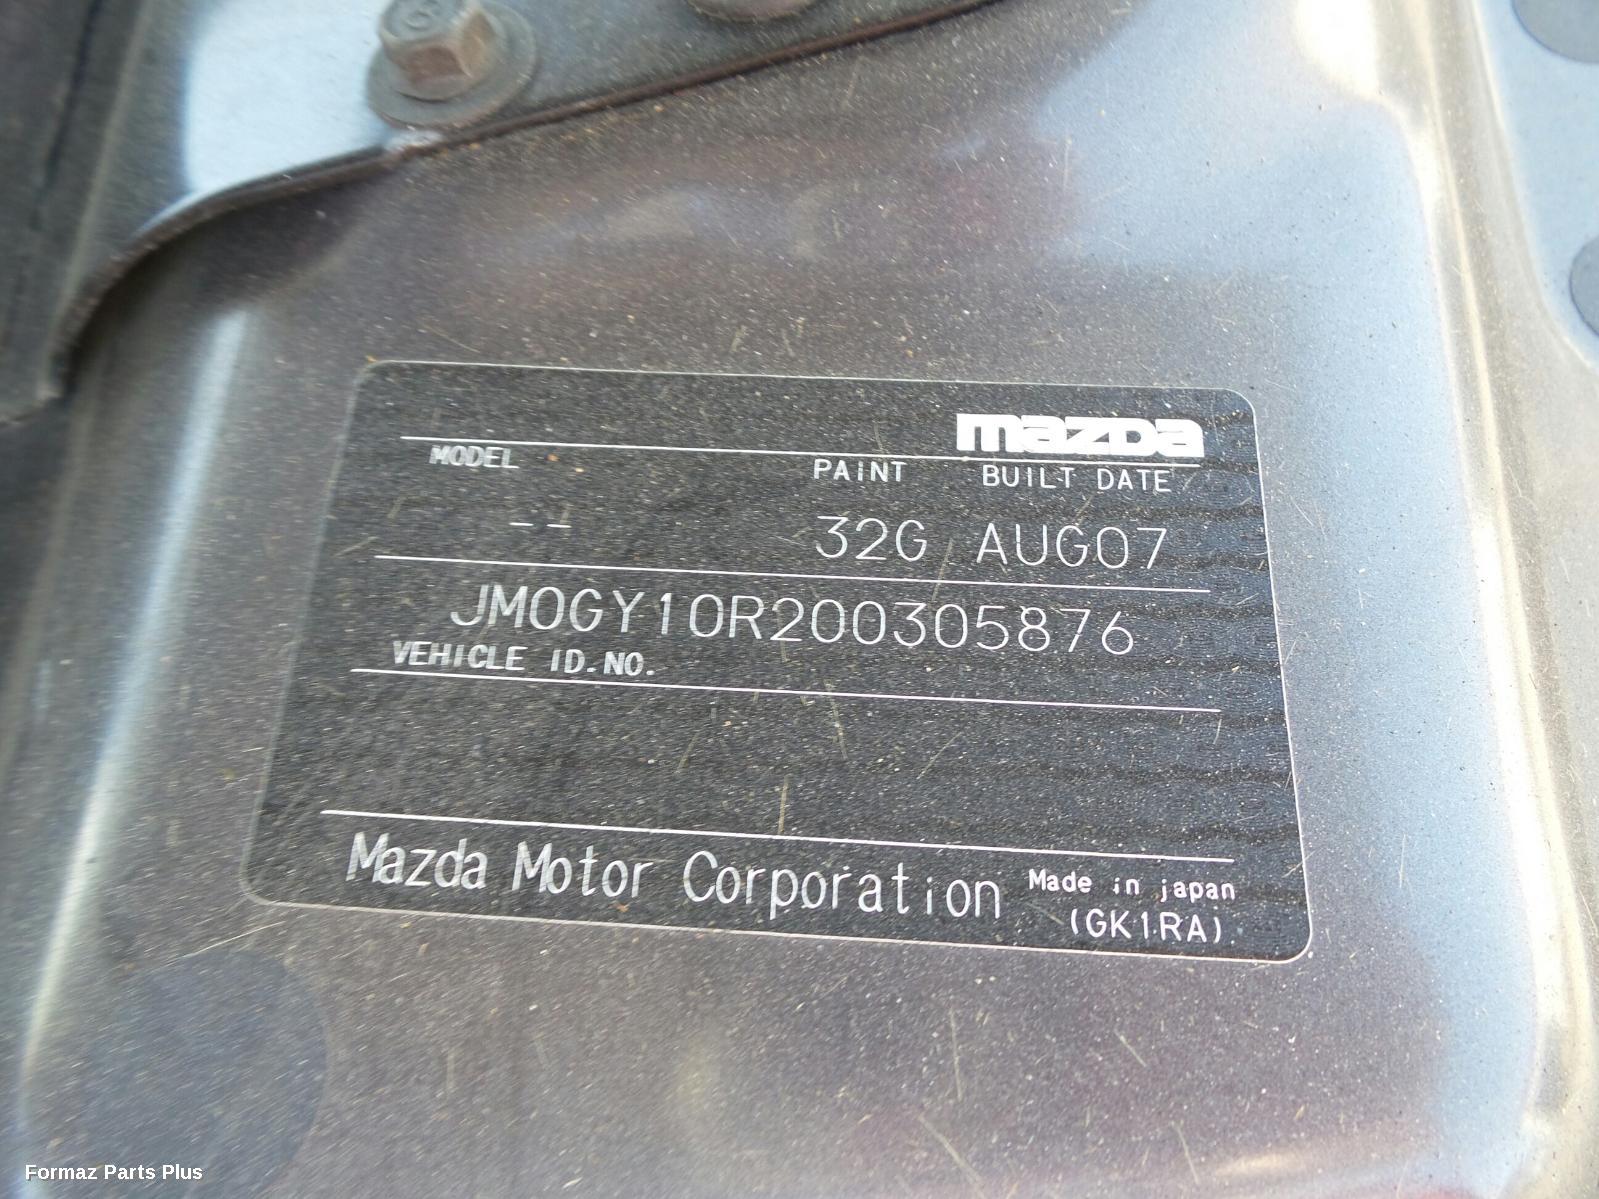 mazda
MODEL PAINT BUILT DATE
-- 32G AUG07
JM0GY10R200305876
VEHICLE ID.NO.
Mazda Motor Corporation Made in japan
(GK1RA)
Formaz Parts Plus